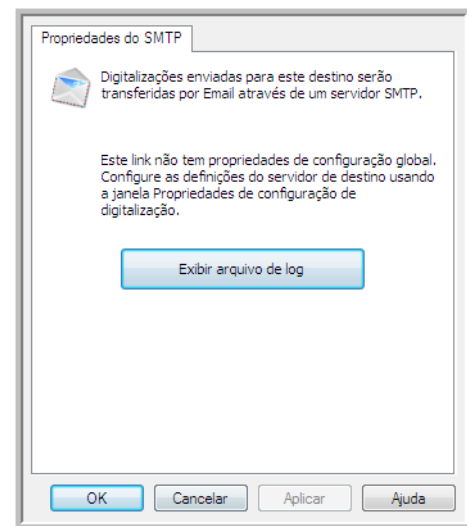 Propriedades do SMTP
Digitalizações enviadas para este destino serão
transferidas por Email através de um servidor SMTP.
Este link não tem propriedades de configuração global.
Configure as definições do servidor de destino usando
a janela Propriedades de configuração de
digitalização.
Exibir arquivo de log
OK Cancelar Aplicar Ajuda